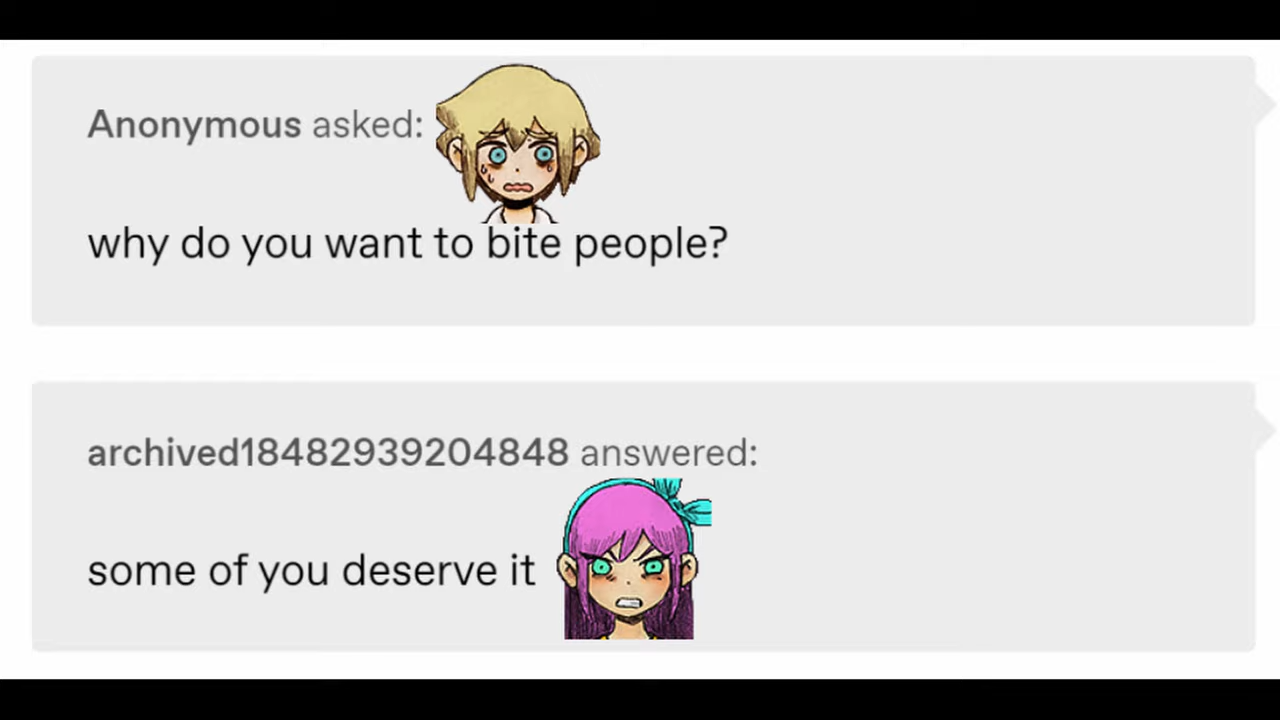 Anonymous asked:
why do you want to bite people?
archived18482939204848 answered:
some of you deserve it